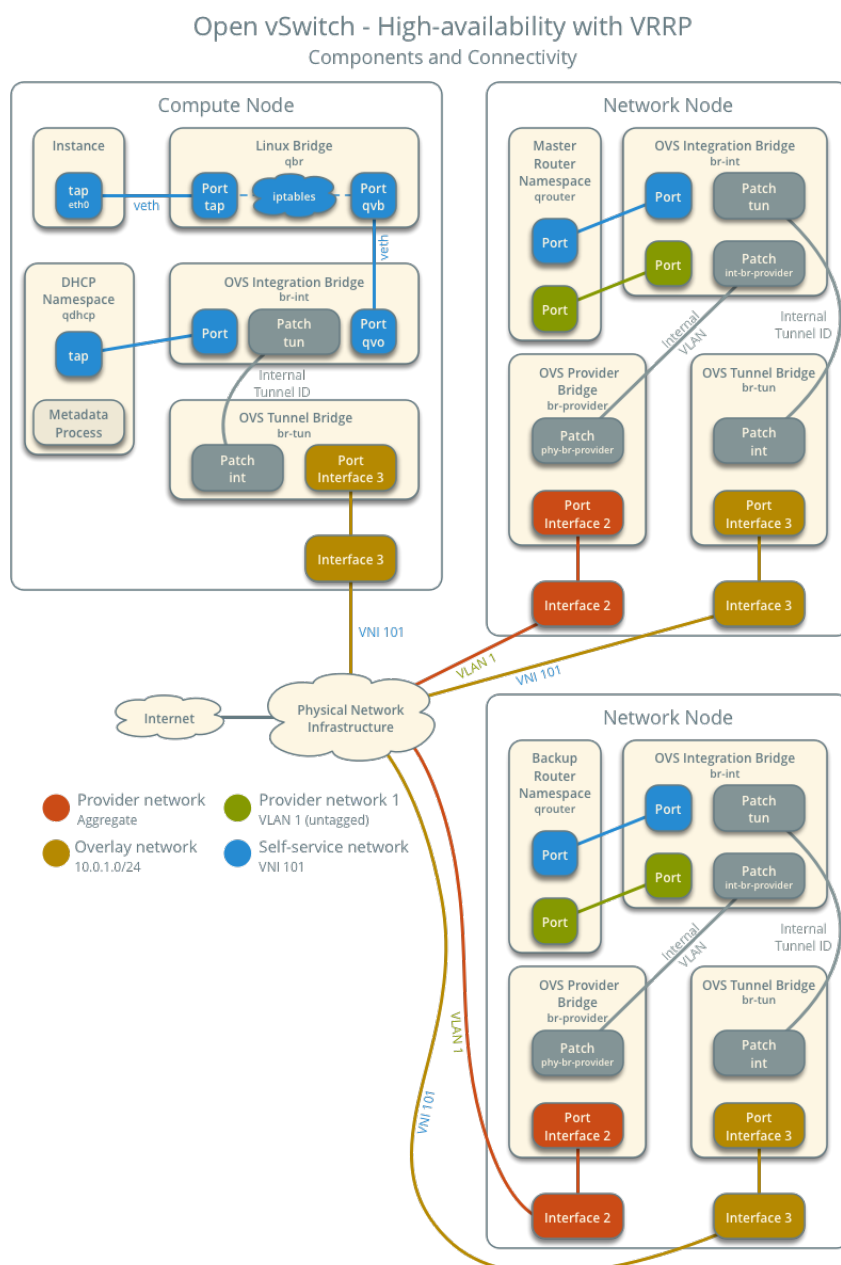 Open vSwitch - High-availability with VRRP
Components and Connectivity
Compute Node
Instance
tap
eth0
veth
Linux Bridge
qbr
Port
tap
iptables
Port
qvb
veth
DHCP
Namespace
qdhcp
tap
Metadata
Process
OVS Integration Bridge
br-int
Port
Patch
tun
Port
qvo
Internal
Tunnel ID
OVS Tunnel Bridge
br-tun
Patch
int
Port
Interface 3
Interface 3
VNI 101
Network Node
Master
Router
Namespace
qrouter
Port
Port
OVS Integration Bridge
br-int
Port
Patch
tun
Port
Patch
int-br-provider
Internal
VLAN
Internal
Tunnel ID
OVS Provider
Bridge
br-provider
Patch
phy-br-provider
Port
Interface 2
OVS Tunnel Bridge
br-tun
Patch
int
Port
Interface 3
Interface 2
Interface 3
VLAN 1
VNI 101
Internet
Physical Network
Infrastructure
Provider network
Aggregate
Provider network 1
VLAN 1 (untagged)
Overlay network
10.0.1.0/24
Self-service network
VNI 101
Network Node
Backup
Router
Namespace
qrouter
Port
Port
OVS Integration Bridge
br-int
Port
Patch
tun
Port
Patch
int-br-provider
Internal
VLAN
Internal
Tunnel ID
OVS Provider
Bridge
br-provider
Patch
phy-br-provider
Port
Interface 2
OVS Tunnel Bridge
br-tun
Patch
int
Port
Interface 3
Interface 2
Interface 3
VLAN 1
VNI 101